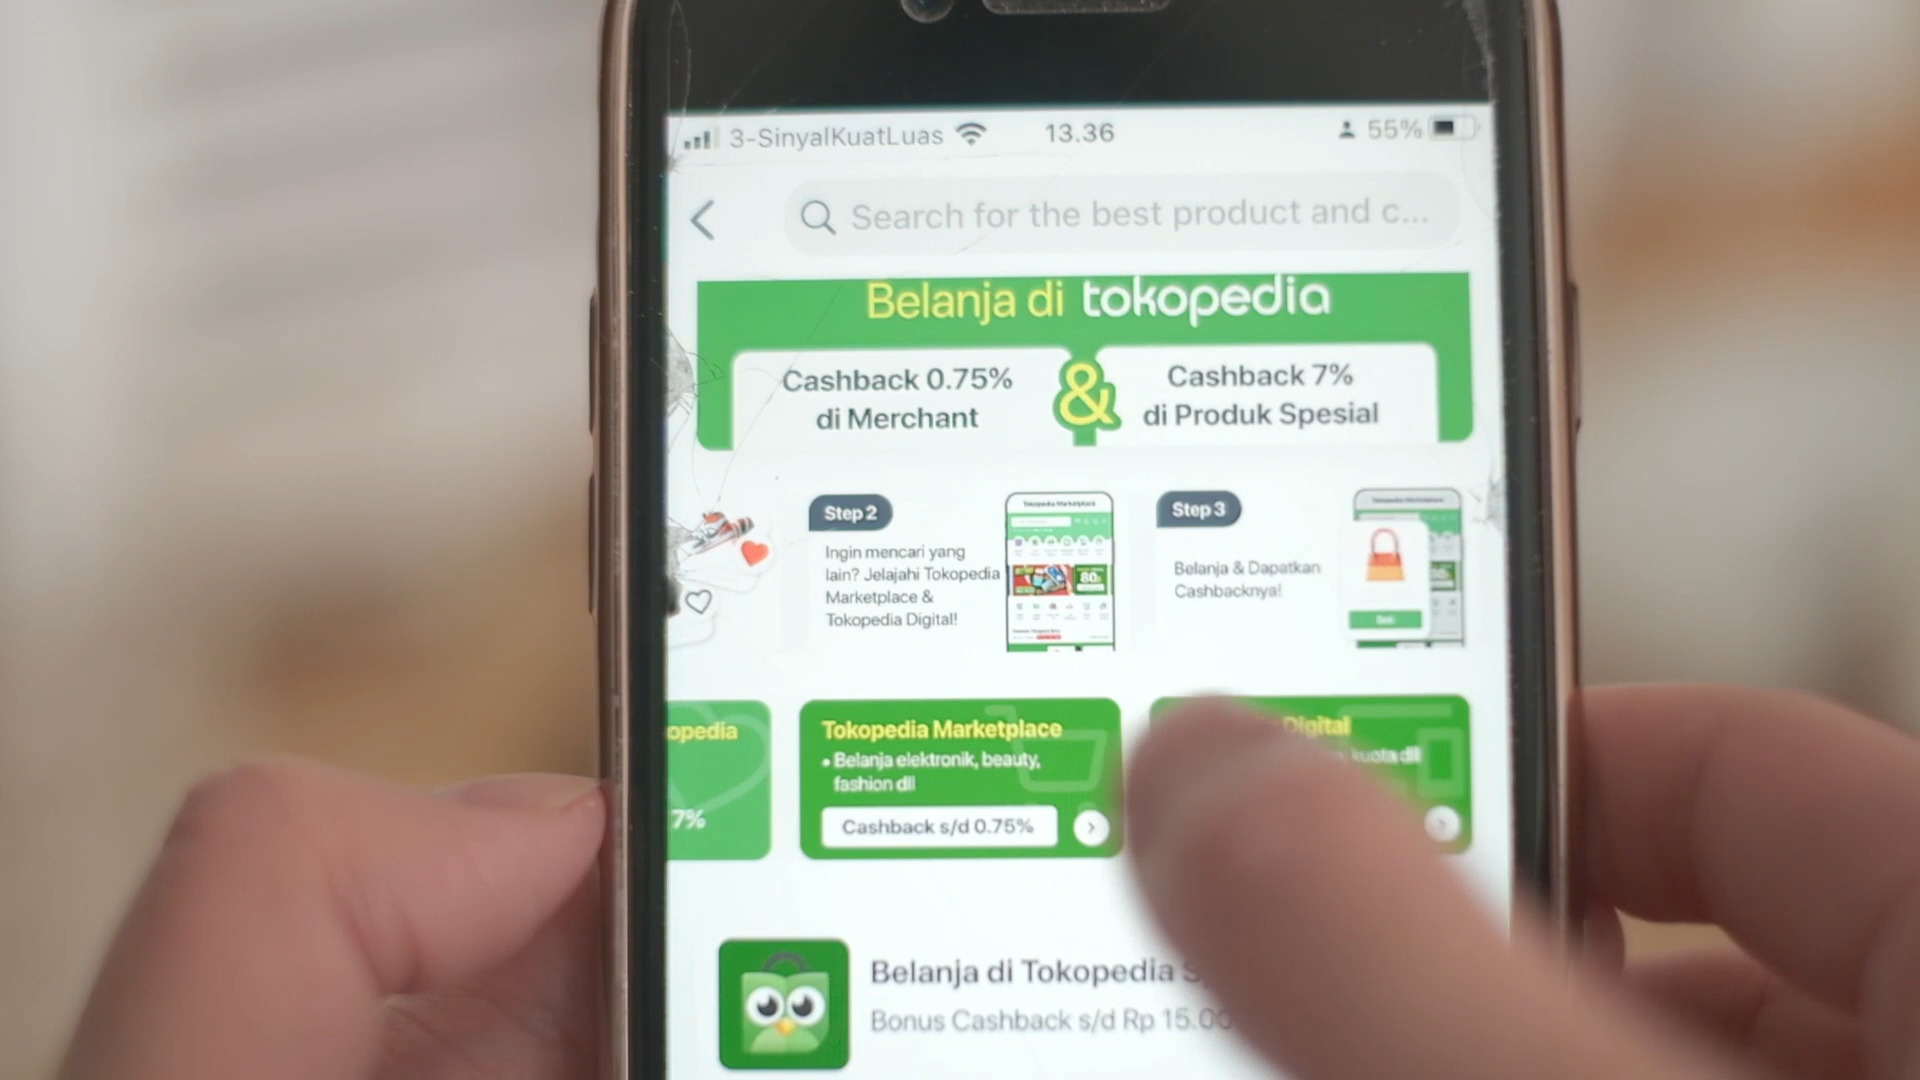 3-SinyalKuatLuas 13.36 55%
Search for the best product and c...
Belanja di tokopedia
Cashback 0.75%
di Merchant
&
Cashback 7%
di Produk Spesial
Step 2
Ingin mencari yang
lain? Jelajahi Tokopedia
Marketplace &
Tokopedia Digital!
80
Step 3
Belanja & Dapatkan
Cashbacknya!
Beli
opedia
7%
Tokopedia Marketplace
• Belanja elektronik, beauty,
fashion dll
Cashback s/d 0.75%
Digital
kuota dll
Belanja di Tokopedia S
Bonus Cashback s/d Rp 15.00